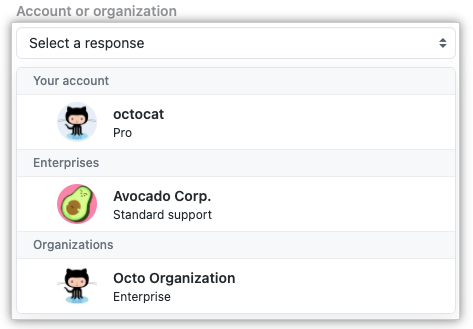 Account or organization
Select a response
Your account
octocat
Pro
Enterprises
Avocado Corp.
Standard support
Organizations
Octo Organization
Enterprise